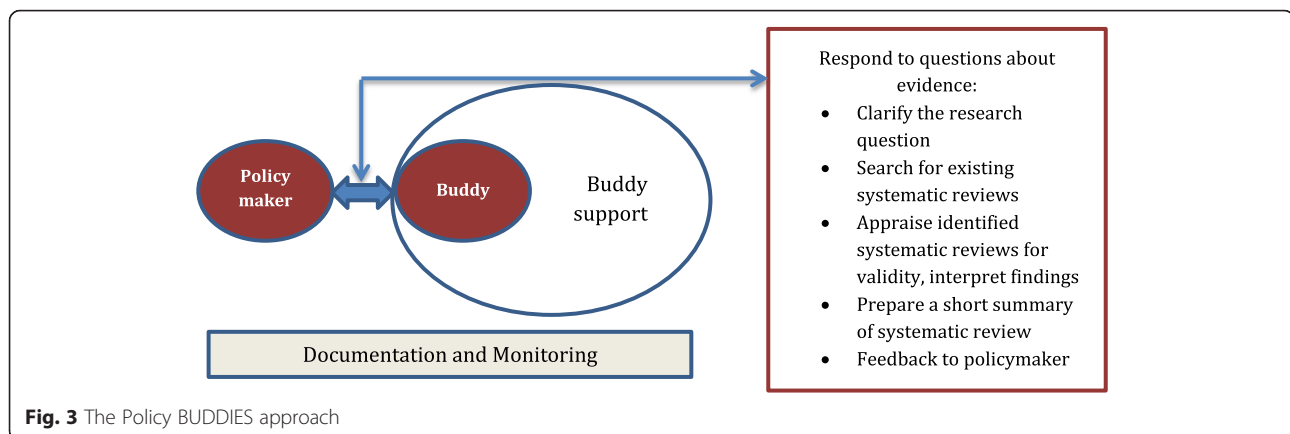 Policy
maker
Buddy
Buddy
support
Documentation and Monitoring
Respond to questions about
evidence:
• Clarify the research
question
• Search for existing
systematic reviews
• Appraise identified
systematic reviews for
validity, interpret findings
• Prepare a short summary
of systematic review
• Feedback to policymaker
Fig. 3 The Policy BUDDIES approach